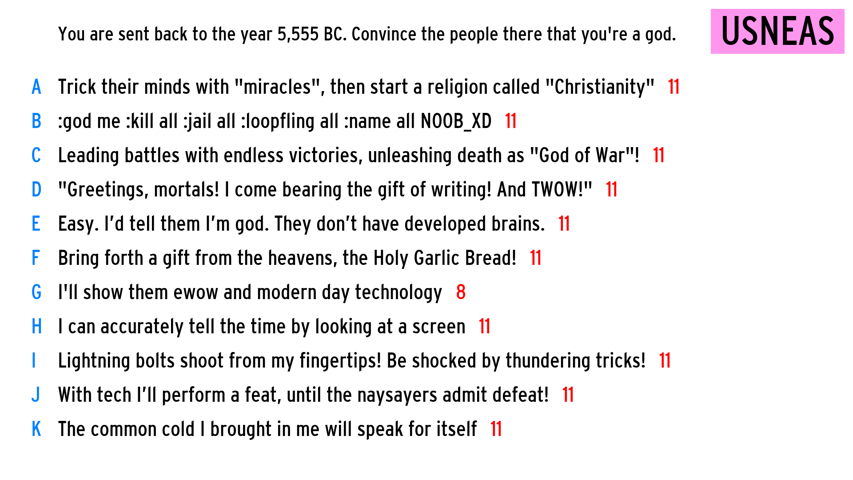 You are sent back to the year 5,555 BC. Convince the people there that you're a god.
USNEAS
A Trick their minds with "miracles", then start a religion called "Christianity" 11
B :god me :kill all :jail all :loopfling all :name all N00B_XD 11
C Leading battles with endless victories, unleashing death as "God of War"! 11
D "Greetings, mortals! I come bearing the gift of writing! And TWOW!" 11
E Easy. I’d tell them I’m god. They don’t have developed brains. 11
F Bring forth a gift from the heavens, the Holy Garlic Bread! 11
G I'll show them ewow and modern day technology 8
H I can accurately tell the time by looking at a screen 11
I Lightning bolts shoot from my fingertips! Be shocked by thundering tricks! 11
J With tech I’ll perform a feat, until the naysayers admit defeat! 11
K The common cold I brought in me will speak for itself 11